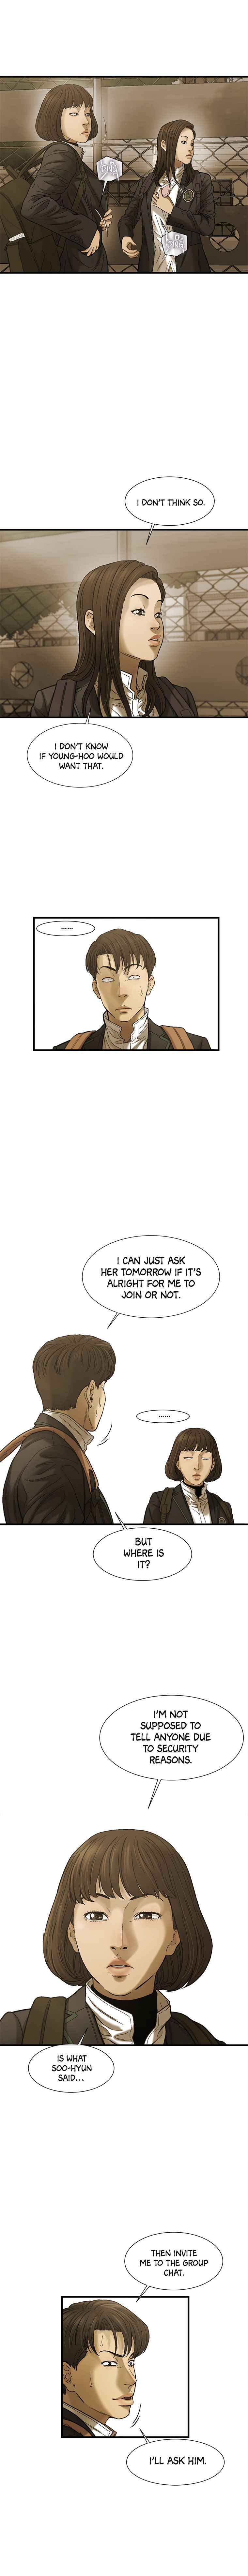 I DON'T THINK SO.
I DON'T KNOW
IF YOUNG-HOO WOULD
WANT THAT.
......
I CAN JUST ASK
HER TOMORROW IF IT'S
ALRIGHT FOR ME TO
JOIN OR NOT.
......
BUT
WHERE IS
IT?
I'M NOT
SUPPOSED TO
TELL ANYONE DUE
TO SECURITY
REASONS.
IS WHAT
SOO-HYUN
SAID...
THEN INVITE
ME TO THE GROUP
CHAT.
I'LL ASK HIM.